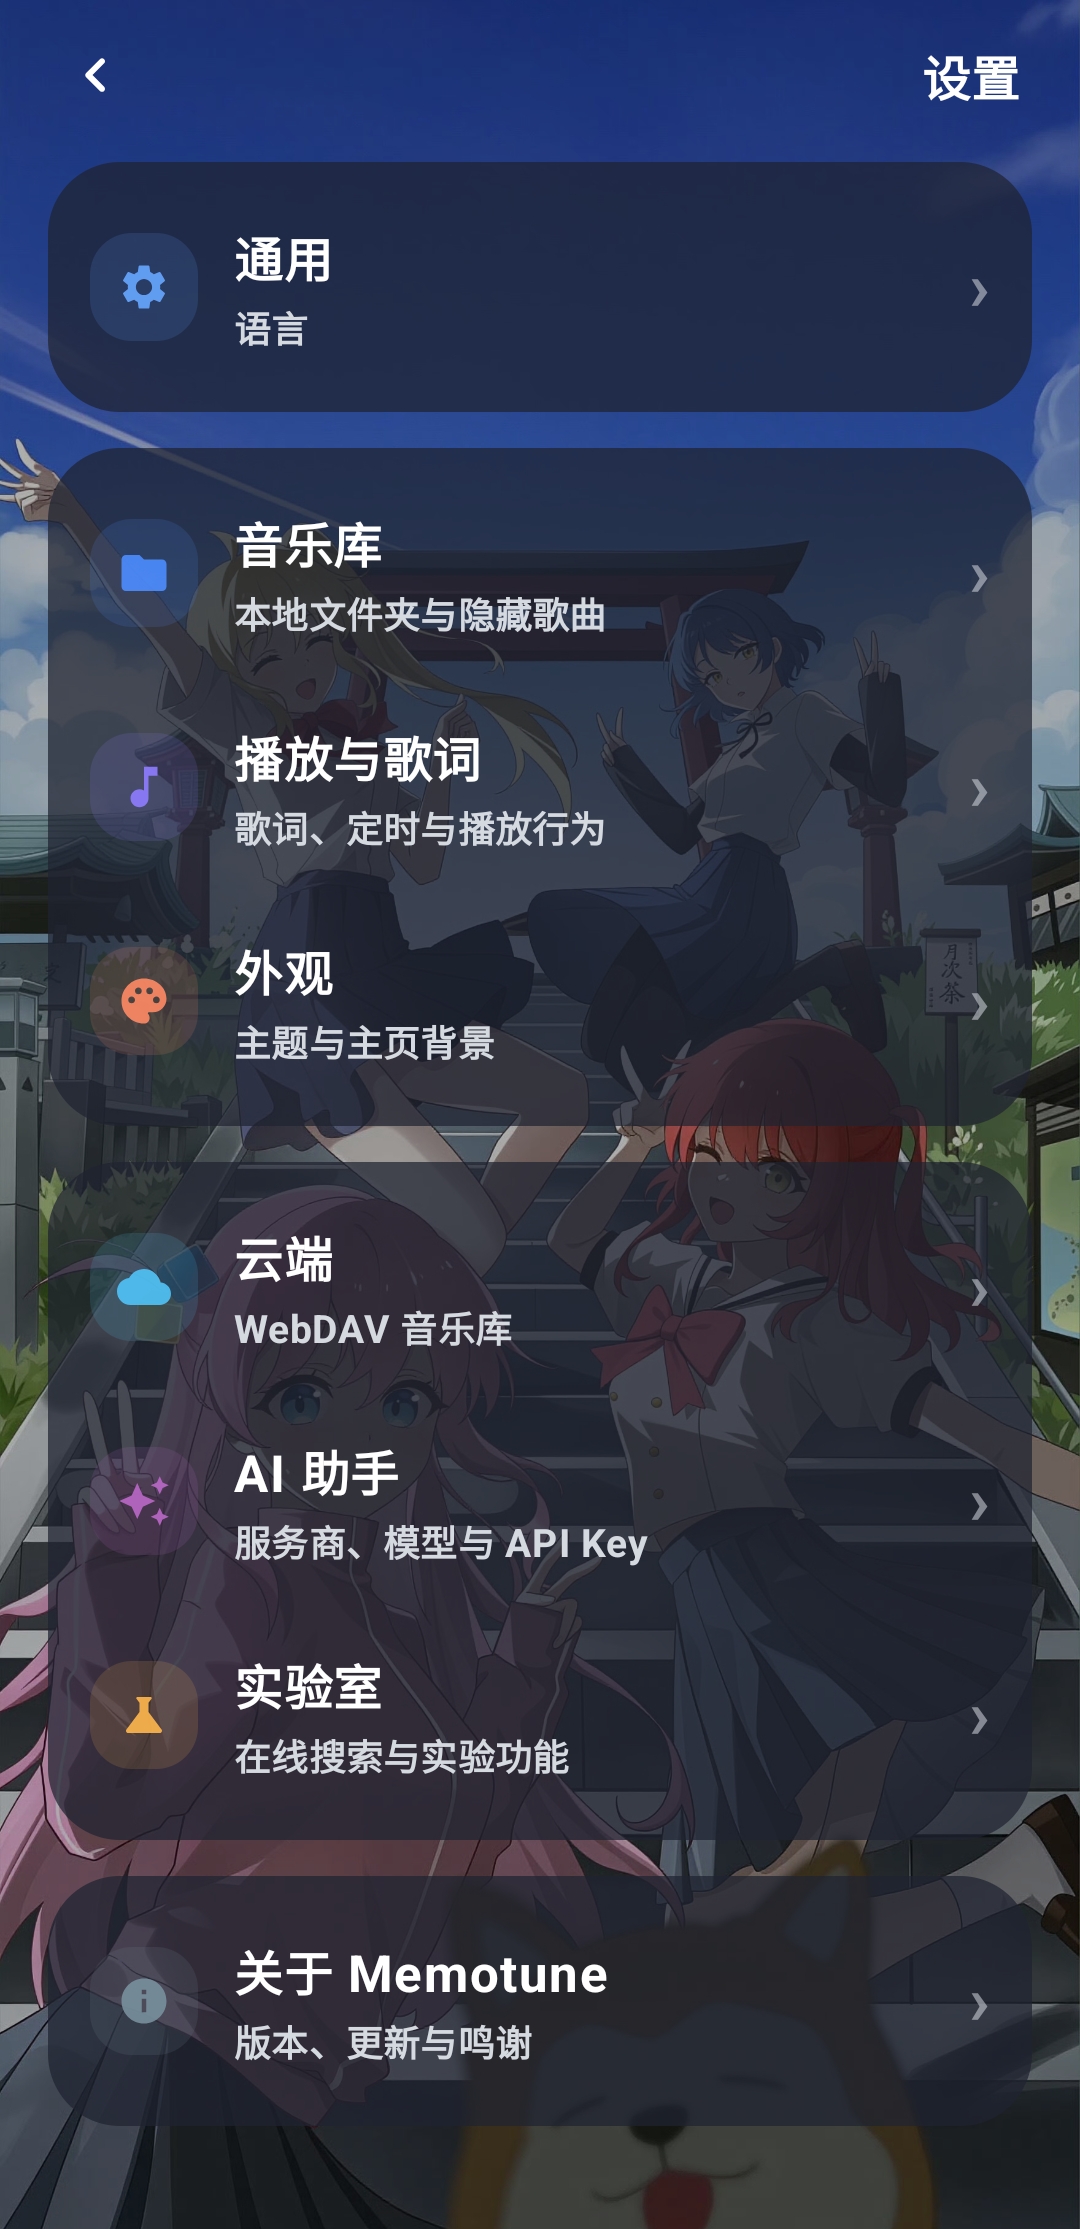 设置
通用
语言
音乐库
本地文件夹与隐藏歌曲
播放与歌词
歌词、定时与播放行为
外观
主题与主页背景
月次茶
云端
WebDAV 音乐库
AI 助手
服务商、模型与 API Key
实验室
在线搜索与实验功能
关于 Memotune
版本、更新与鸣谢